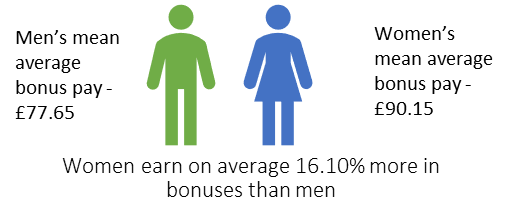 Men’s mean
average
bonus pay -
£77.65
Women’s
mean average
bonus pay -
£90.15
Women earn on average 16.10% more in
bonuses than men